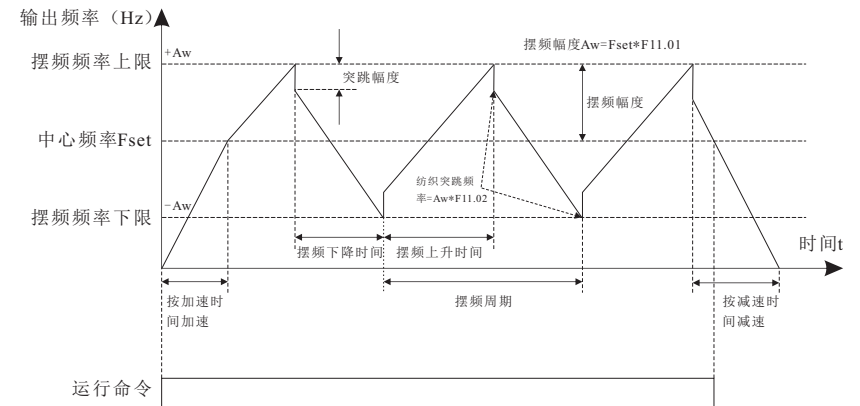 输出频率（Hz）
+Aw
摆频幅度Aw=Fset*F11.01
摆频频率上限
突跳幅度
摆频幅度
中心频率Fset
纺织突跳频
率=Aw*F11.02
−Aw
摆频频率下限
时间t
摆频下降时间
摆频上升时间
按加速时
间加速
摆频周期
按减速时
间减速
运行命令